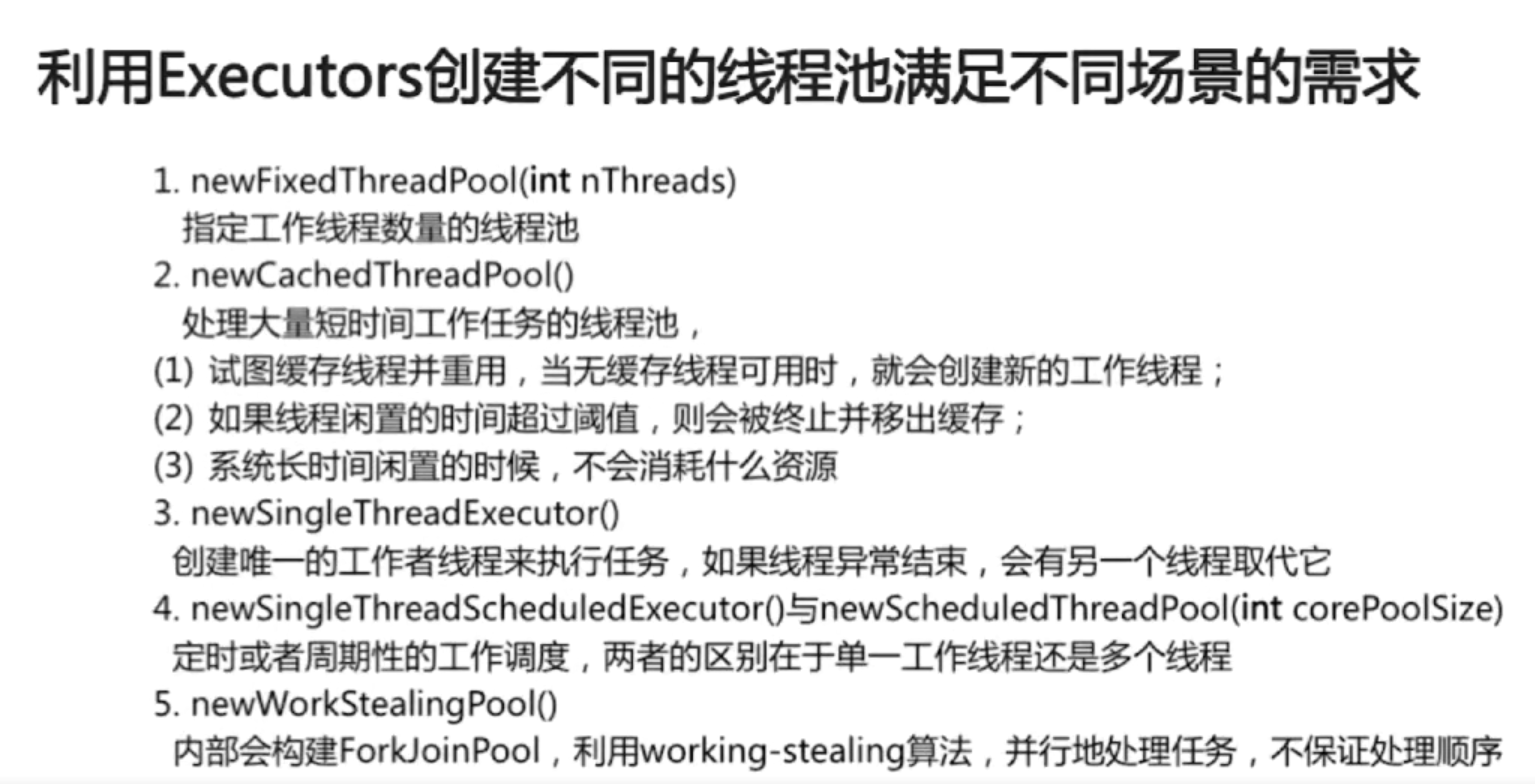 利用Executors创建不同的线程池满足不同场景的需求
1. newFixedThreadPool(int nThreads)
指定工作线程数量的线程池
2. newCachedThreadPool()
处理大量短时间工作任务的线程池，
(1) 试图缓存线程并重用，当无缓存线程可用时，就会创建新的工作线程；
(2) 如果线程闲置的时间超过阈值，则会被终止并移出缓存；
(3) 系统长时间闲置的时候，不会消耗什么资源
3. newSingleThreadExecutor()
创建唯一的工作者线程来执行任务，如果线程异常结束，会有另一个线程取代它
4. newSingleThreadScheduledExecutor()与newScheduledThreadPool(int corePoolSize)
定时或者周期性的工作调度，两者的区别在于单一工作线程还是多个线程
5. newWorkStealingPool()
内部会构建ForkJoinPool，利用working-stealing算法，并行地处理任务，不保证处理顺序